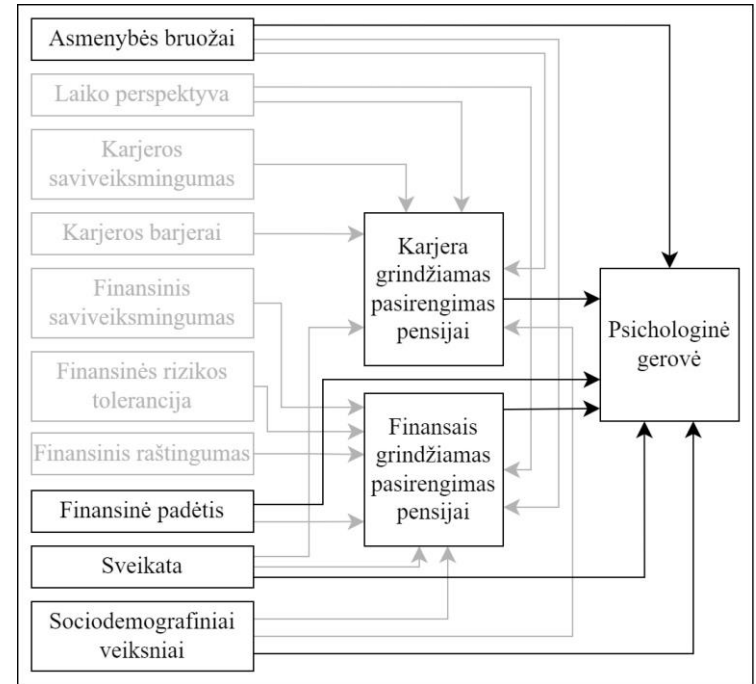 Asmenybės bruožai
Laiko perspektyva
Karjeros
saviveiksmingumas
Karjeros barjerai
Finansinis
saviveiksmingumas
Finansinės rizikos
tolerancija
Finansinis raštingumas
Finansinė padėtis
Sveikata
Sociodemografiniai
veiksniai
Karjera
grindžiamas
pasirengimas
pensijai
Finansais
grindžiamas
pasirengimas
pensijai
Psichologinė
gerovė